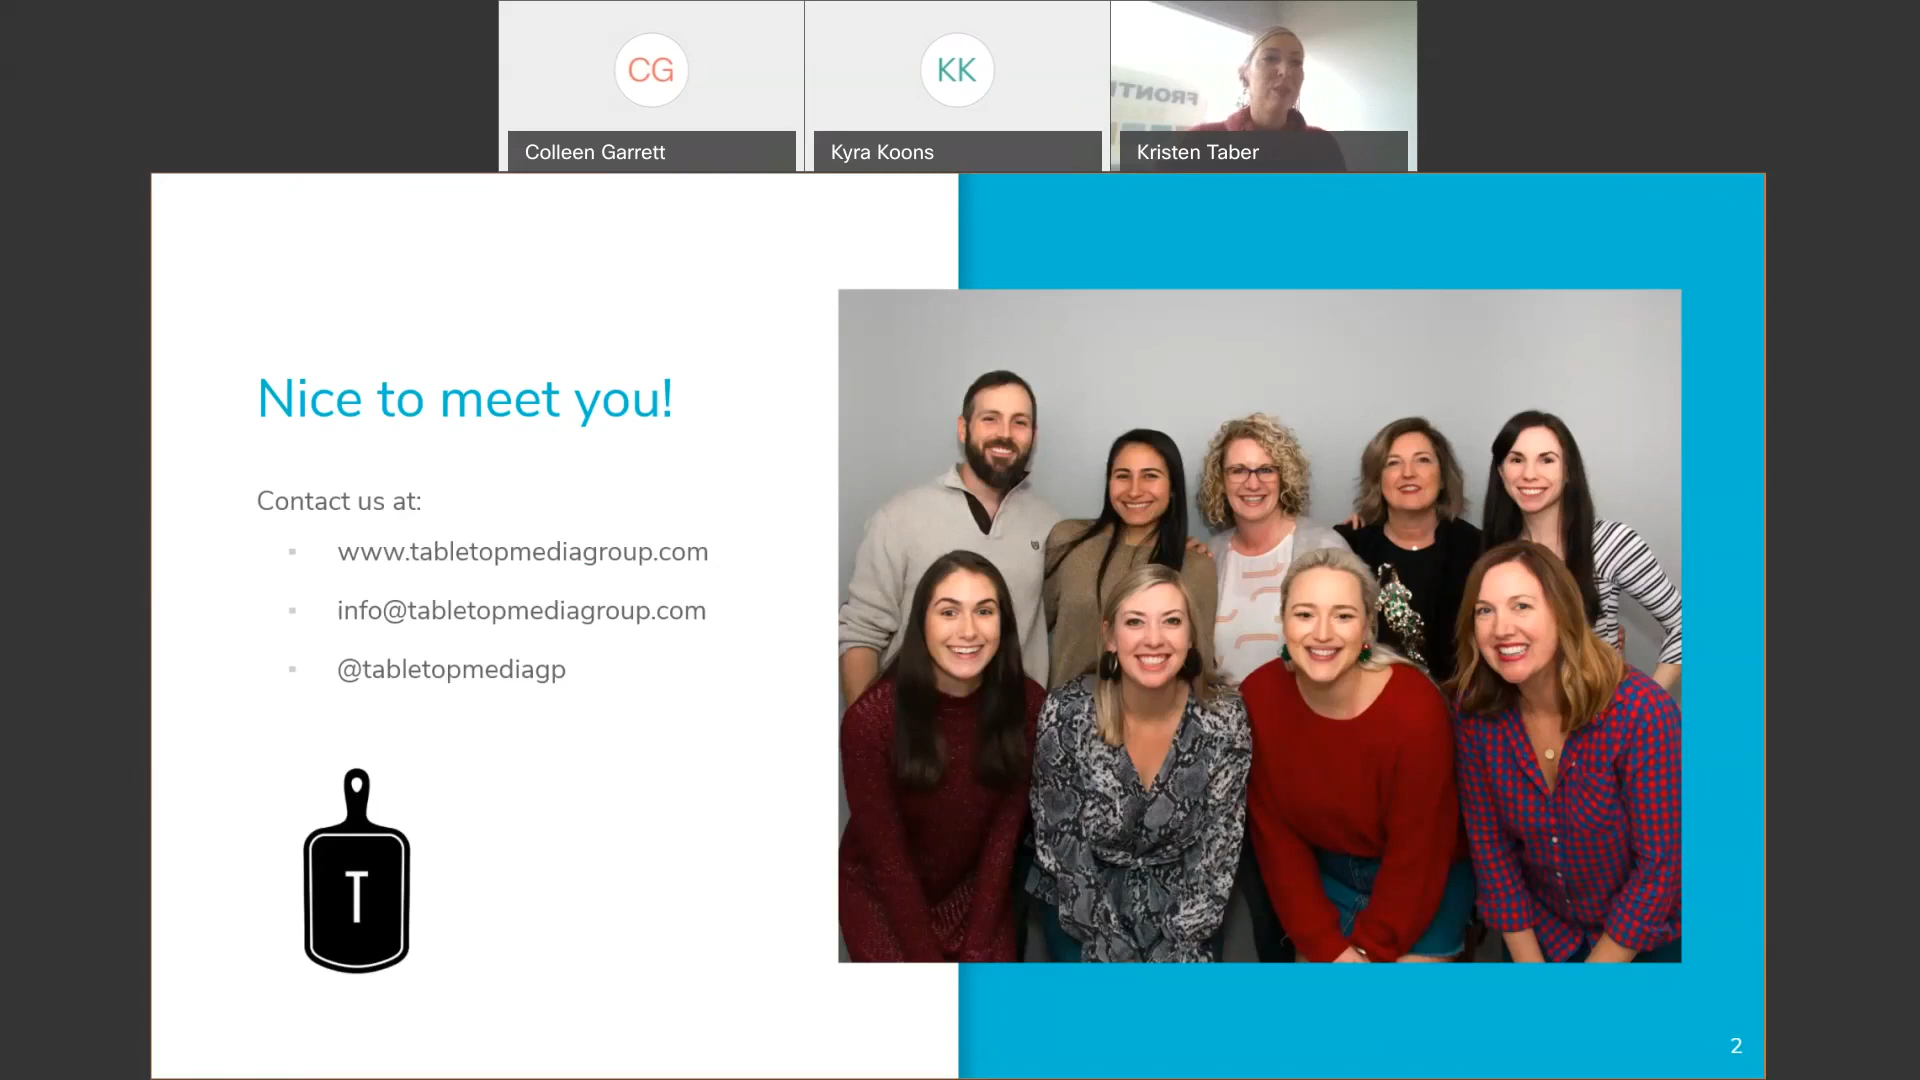 CG
KK
FRONTI
Colleen Garrett
Kyra Koons
Kristen Taber
Nice to meet you!
Contact us at:
www.tabletopmediagroup.com
info@tabletopmediagroup.com
@tabletopmediagp
T
2